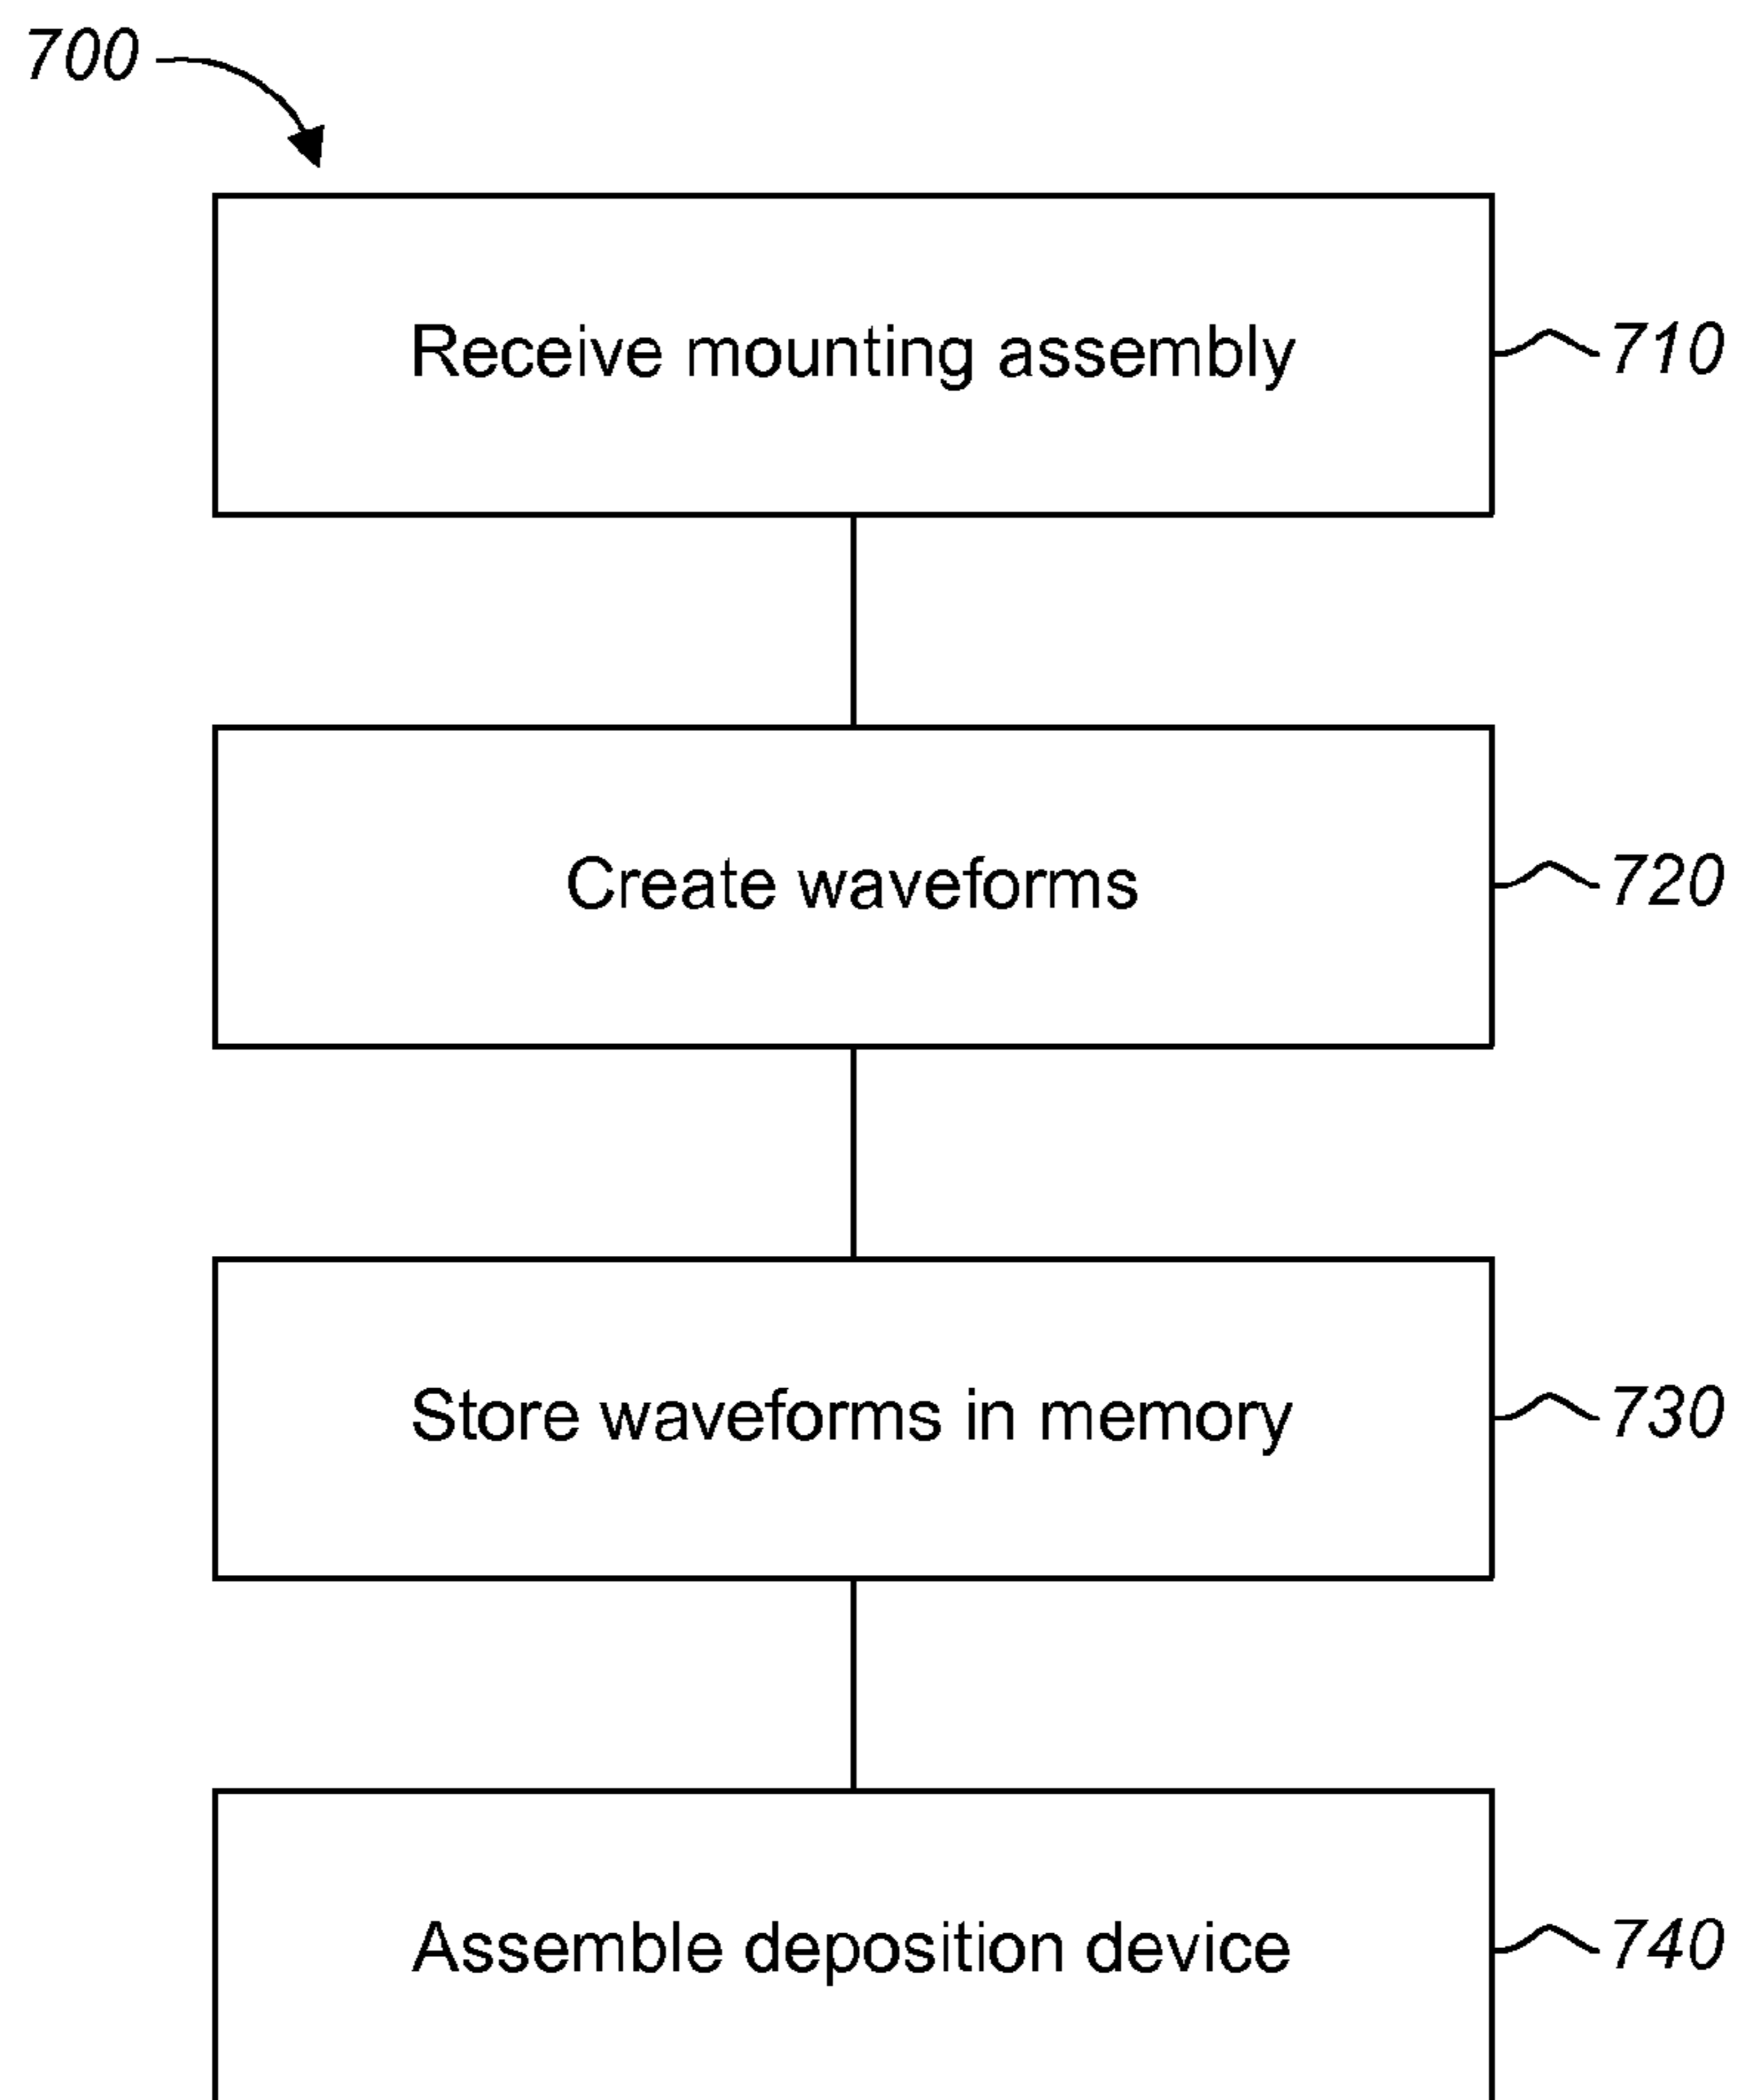 700
Receive mounting assembly
710
Create waveforms
720
Store waveforms in memory
730
Assemble deposition device
740